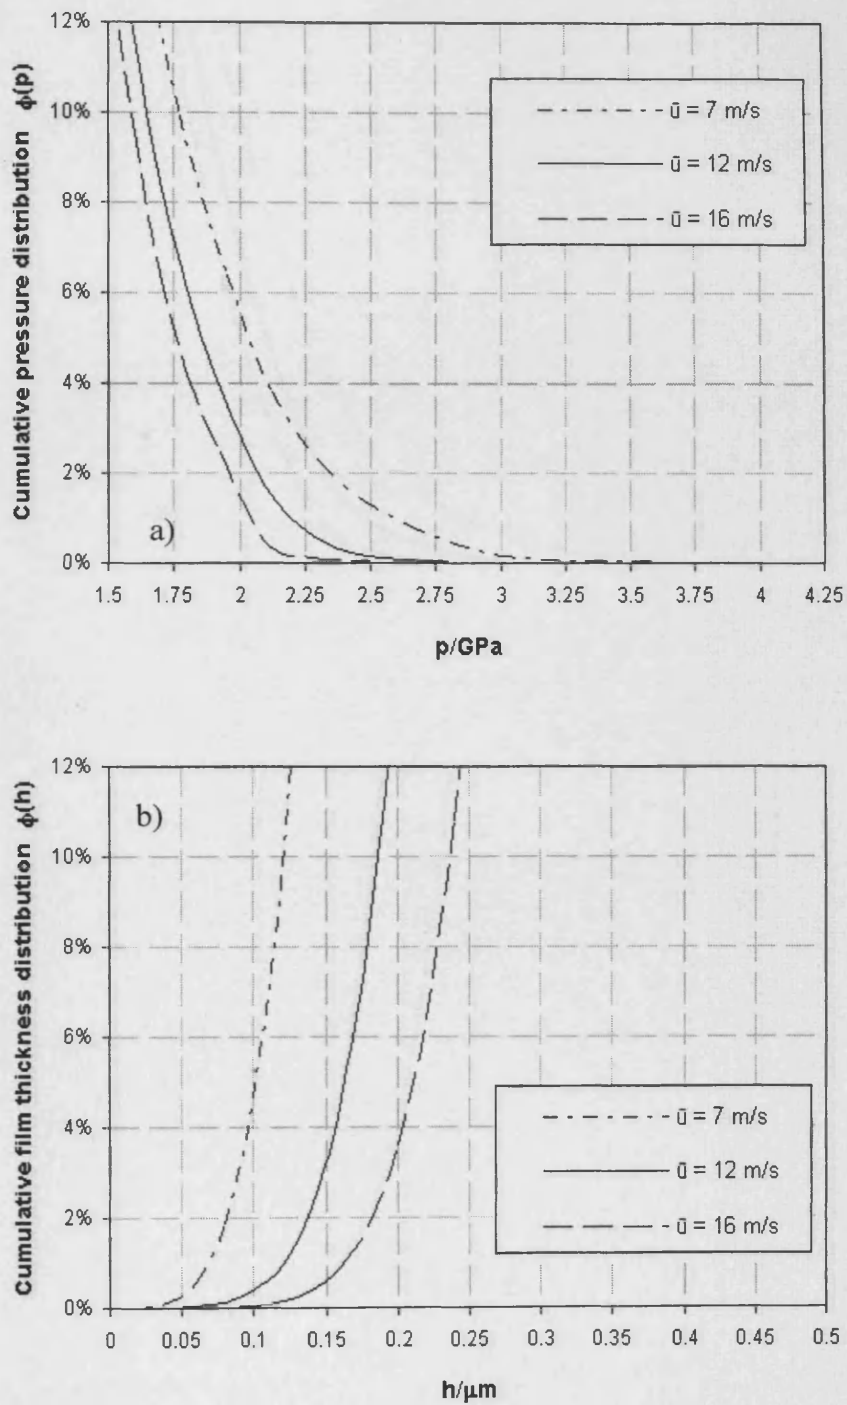 12%
10%
8%
6%
4%
2%
0%
Cumulative pressure distribution ϕ(p)
ū = 7 m/s
ū = 12 m/s
ū = 16 m/s
a)
1.5 1.75 2 2.25 2.5 2.75 3 3.25 3.5 3.75 4 4.25
p/GPa
12%
10%
8%
6%
4%
2%
0%
Cumulative film thickness distribution ϕ(h)
b)
ū = 7 m/s
ū = 12 m/s
ū = 16 m/s
0 0.05 0.1 0.15 0.2 0.25 0.3 0.35 0.4 0.45 0.5
h/µm